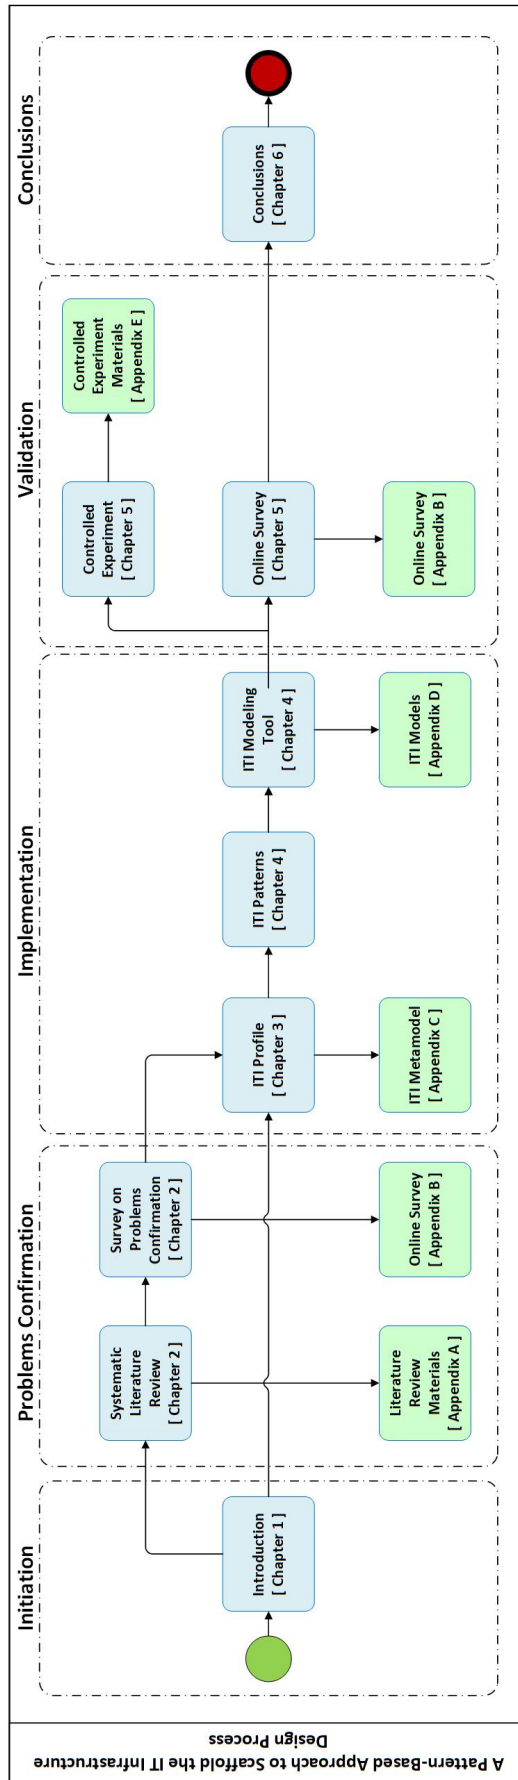 A Pattern-Based Approach to Scaffold the IT Infrastructure
Design Process
Initiation
Introduction
[ Chapter 1 ]
Problems Confirmation
Systematic
Literature
Review
[ Chapter 2 ]
Survey on
Problems
Confirmation
[ Chapter 2 ]
Literature
Review
Materials
[ Appendix A ]
Online Survey
[ Appendix B ]
Implementation
ITI Profile
[ Chapter 3 ]
ITI Patterns
[ Chapter 4 ]
ITI Modeling
Tool
[ Chapter 4 ]
ITI Metamodel
[ Appendix C ]
ITI Models
[ Appendix D ]
Validation
Controlled
Experiment
[ Chapter 5 ]
Controlled
Experiment
Materials
[ Appendix E ]
Online Survey
[ Chapter 5 ]
Online Survey
[ Appendix B ]
Conclusions
Conclusions
[ Chapter 6 ]